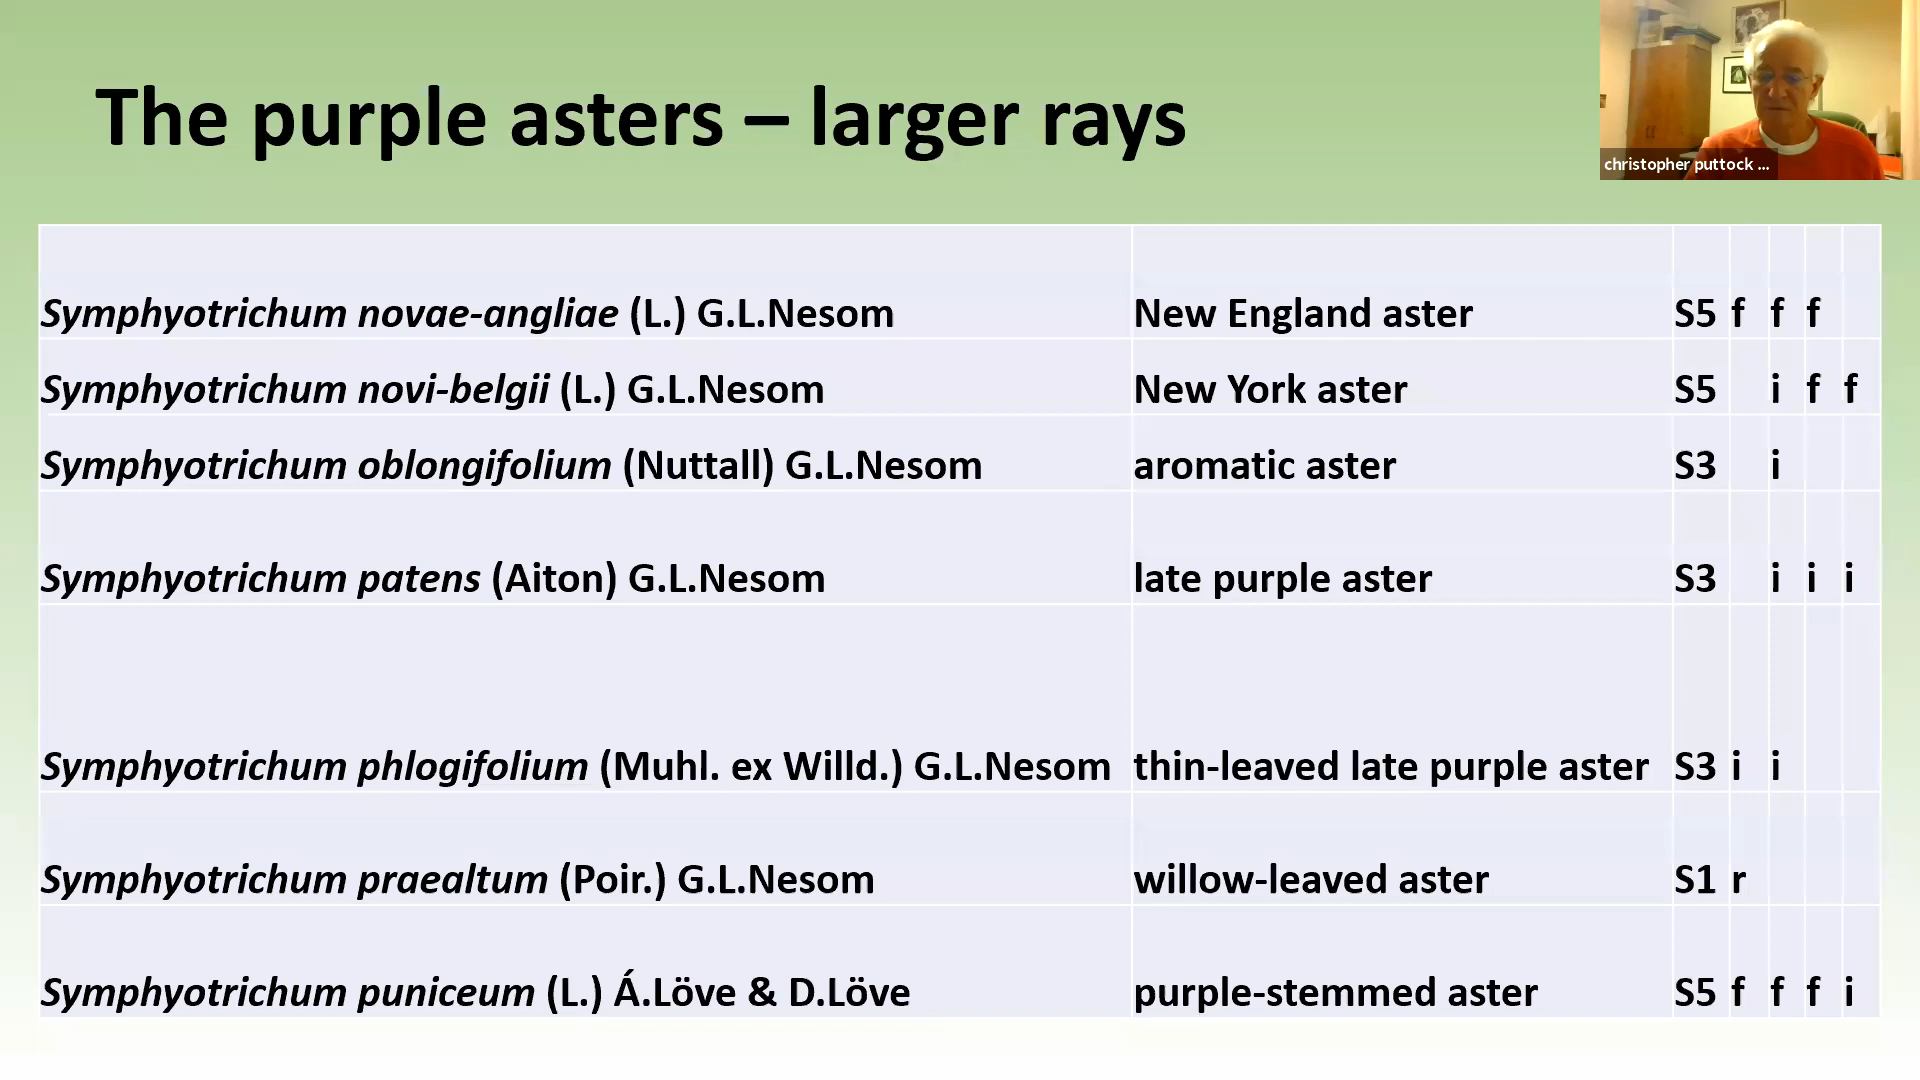 The purple asters – larger rays
christopher puttock ...
Symphyotrichum novae-angliae (L.) G.L.Nesom New England aster S5 f f f
Symphyotrichum novi-belgii (L.) G.L.Nesom New York aster S5 i f f
Symphyotrichum oblongifolium (Nuttall) G.L.Nesom aromatic aster S3 i
Symphyotrichum patens (Aiton) G.L.Nesom late purple aster S3 i i i
Symphyotrichum phlogifolium (Muhl. ex Willd.) G.L.Nesom thin-leaved late purple aster S3 i i
Symphyotrichum praealtum (Poir.) G.L.Nesom willow-leaved aster S1 r
Symphyotrichum puniceum (L.) Á.Löve & D.Löve purple-stemmed aster S5 f f f i